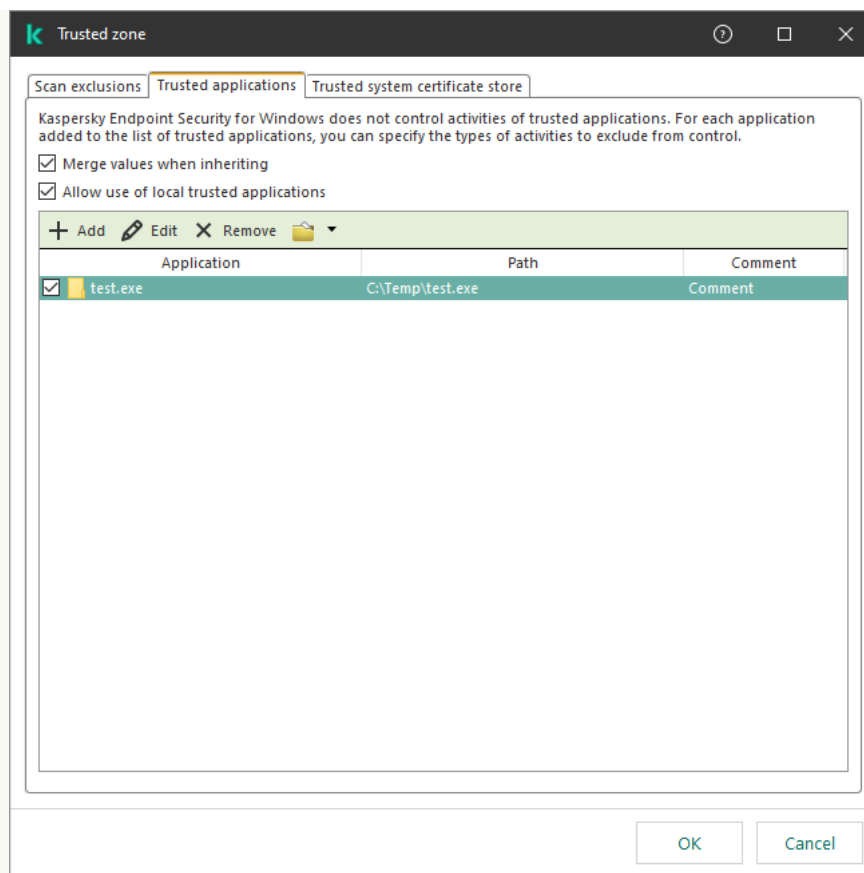 Trusted zone
Scan exclusions Trusted applications Trusted system certificate store
Kaspersky Endpoint Security for Windows does not control activities of trusted applications. For each application
added to the list of trusted applications, you can specify the types of activities to exclude from control.
Merge values when inheriting
Allow use of local trusted applications
Add Edit Remove
Application Path Comment
test.exe C:\Temp\test.exe Comment
OK Cancel